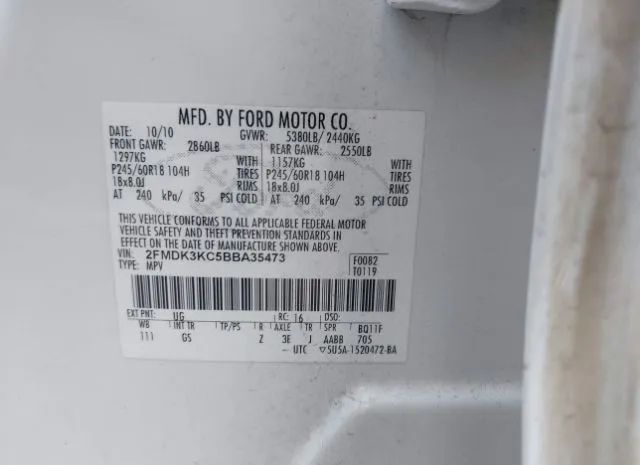 MFD. BY FORD MOTOR CO.
DATE: 10/10 GVWR: 5380LB/ 2440KG
FRONT GAWR: 2860LB REAR GAWR: 2550LB
1297KG WITH 1157KG WITH
P245/60R18 104H TIRES P245/60R18 104H TIRES
18x8.0J RIMS 18x8.0J RIMS
AT 240 kPa/ 35 PSI COLD AT 240 kPa/ 35 PSI COLD
THIS VEHICLE CONFORMS TO ALL APPLICABLE FEDERAL MOTOR
VEHICLE SAFETY AND THEFT PREVENTION STANDARDS IN
EFFECT ON THE DATE OF MANUFACTURE SHOWN ABOVE.
VIN: 2FMDK3KC5BBA35473 F0082
TYPE: MPV T0119
EXT PNT: UG RC: 16 DSO:
WB INT TR TP/PS R AXLE TR SPR BQ11F
111 GS Z 3E J AABB 705
UTC 5U5A-1520472-BA